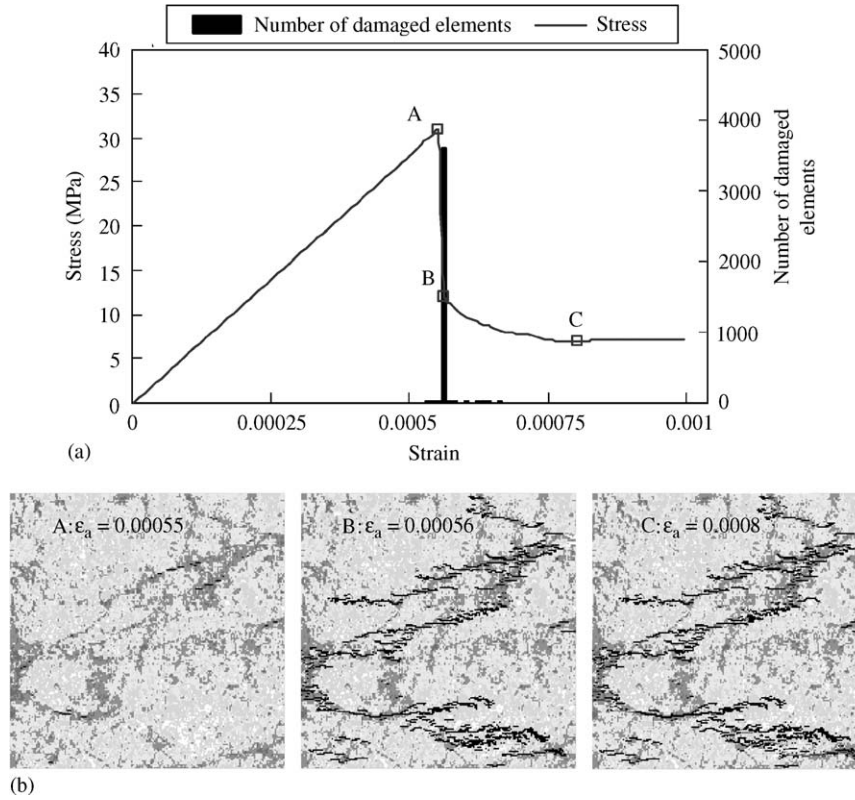 Number of damaged elements Stress
40
35
30
25
20
15
10
5
0
Stress (MPa)
5000
4000
3000
2000
1000
0
Number of damaged
elements
A
B
C
0 0.00025 0.0005 0.00075 0.001
Strain
(a)
A:εa = 0.00055
B:εa = 0.00056
C:εa = 0.0008
(b)